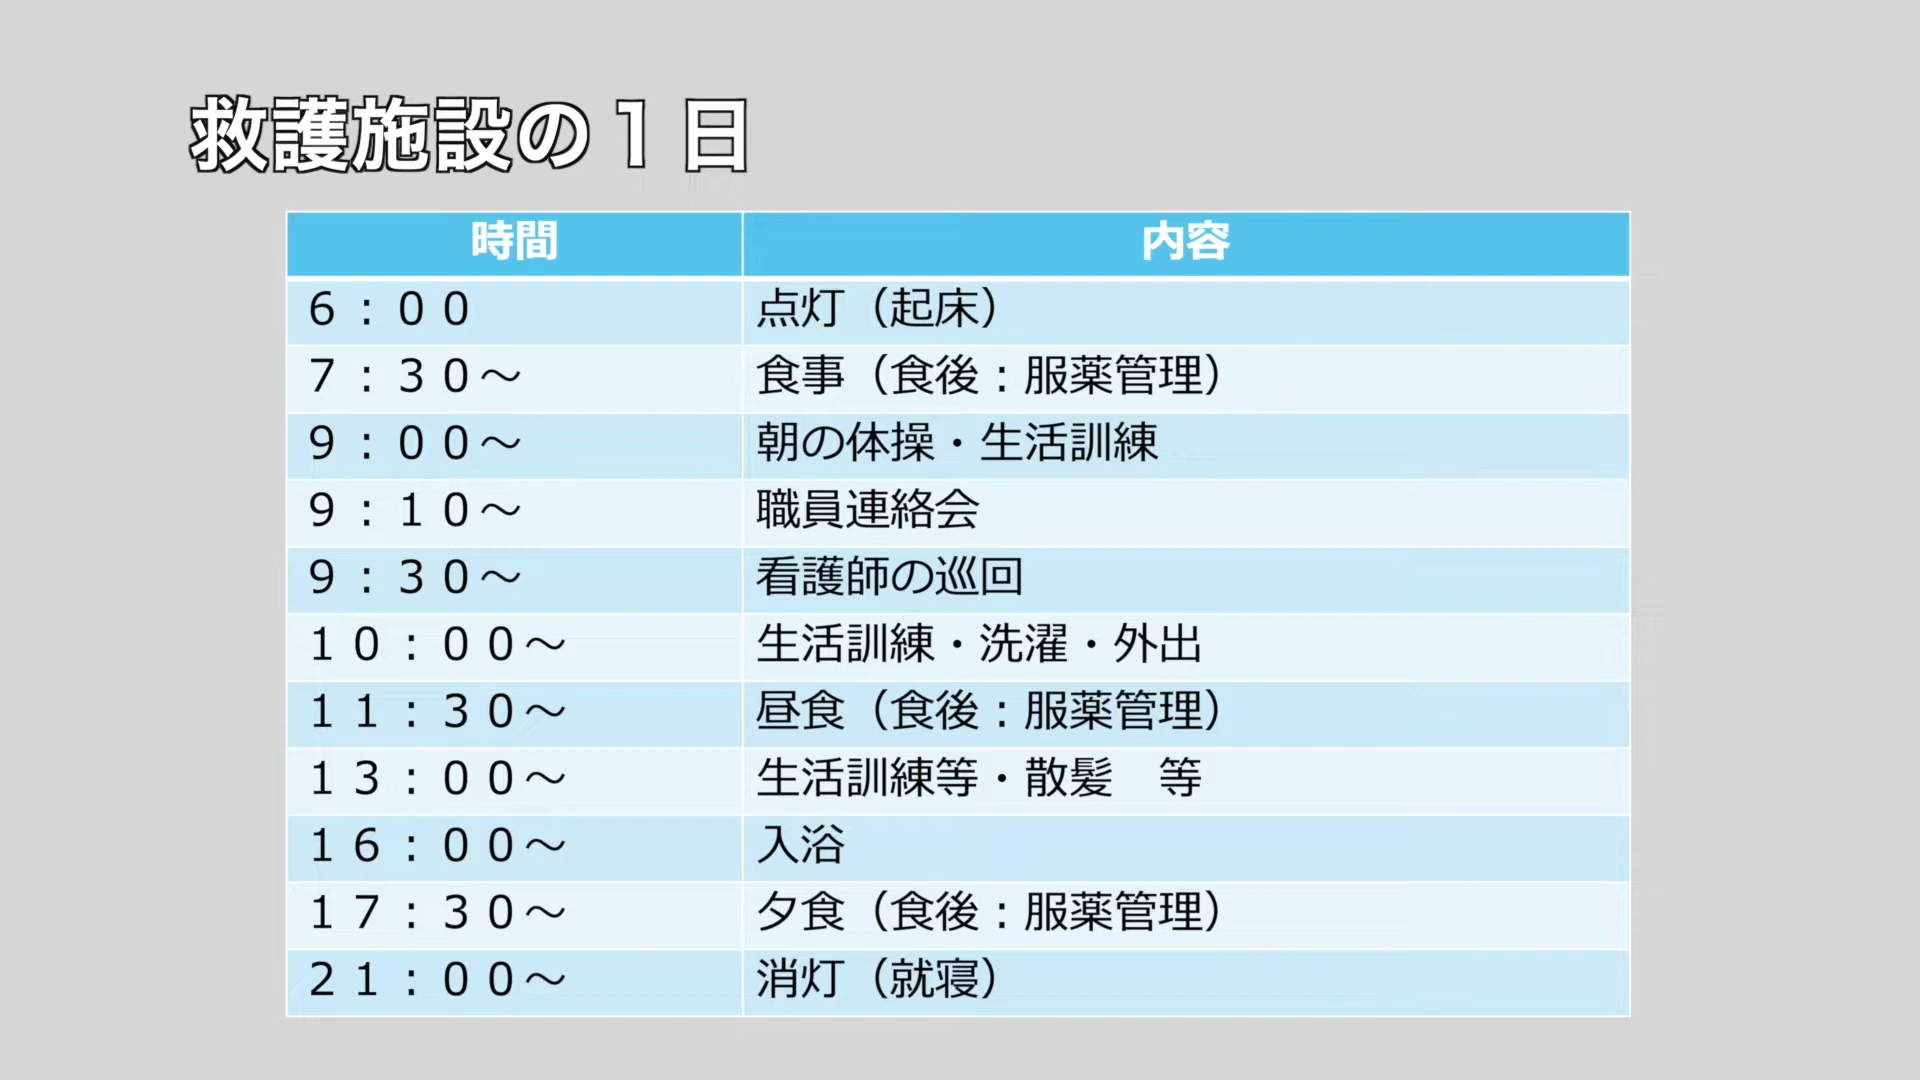 救護施設の１日
時間 内容
６：００ 点灯（起床）
７：３０～ 食事（食後：服薬管理）
９：００～ 朝の体操・生活訓練
９：１０～ 職員連絡会
９：３０～ 看護師の巡回
１０：００～ 生活訓練・洗濯・外出
１１：３０～ 昼食（食後：服薬管理）
１３：００～ 生活訓練等・散髪　等
１６：００～ 入浴
１７：３０～ 夕食（食後：服薬管理）
２１：００～ 消灯（就寝）